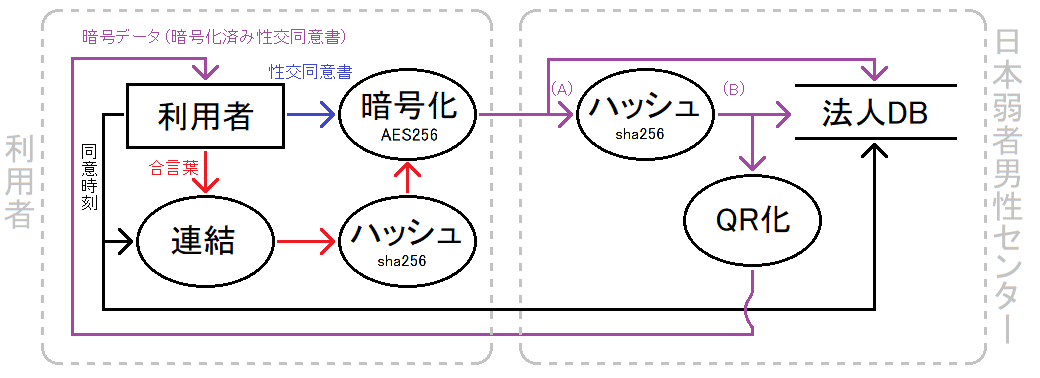 暗号データ(暗号化済み性交同意書)
利用者
性交同意書
利用者
暗号化
AES256
(A)
ハッシュ
sha256
(B)
法人DB
日本弱者男性センター
同意時刻
合言葉
連結
ハッシュ
sha256
QR化